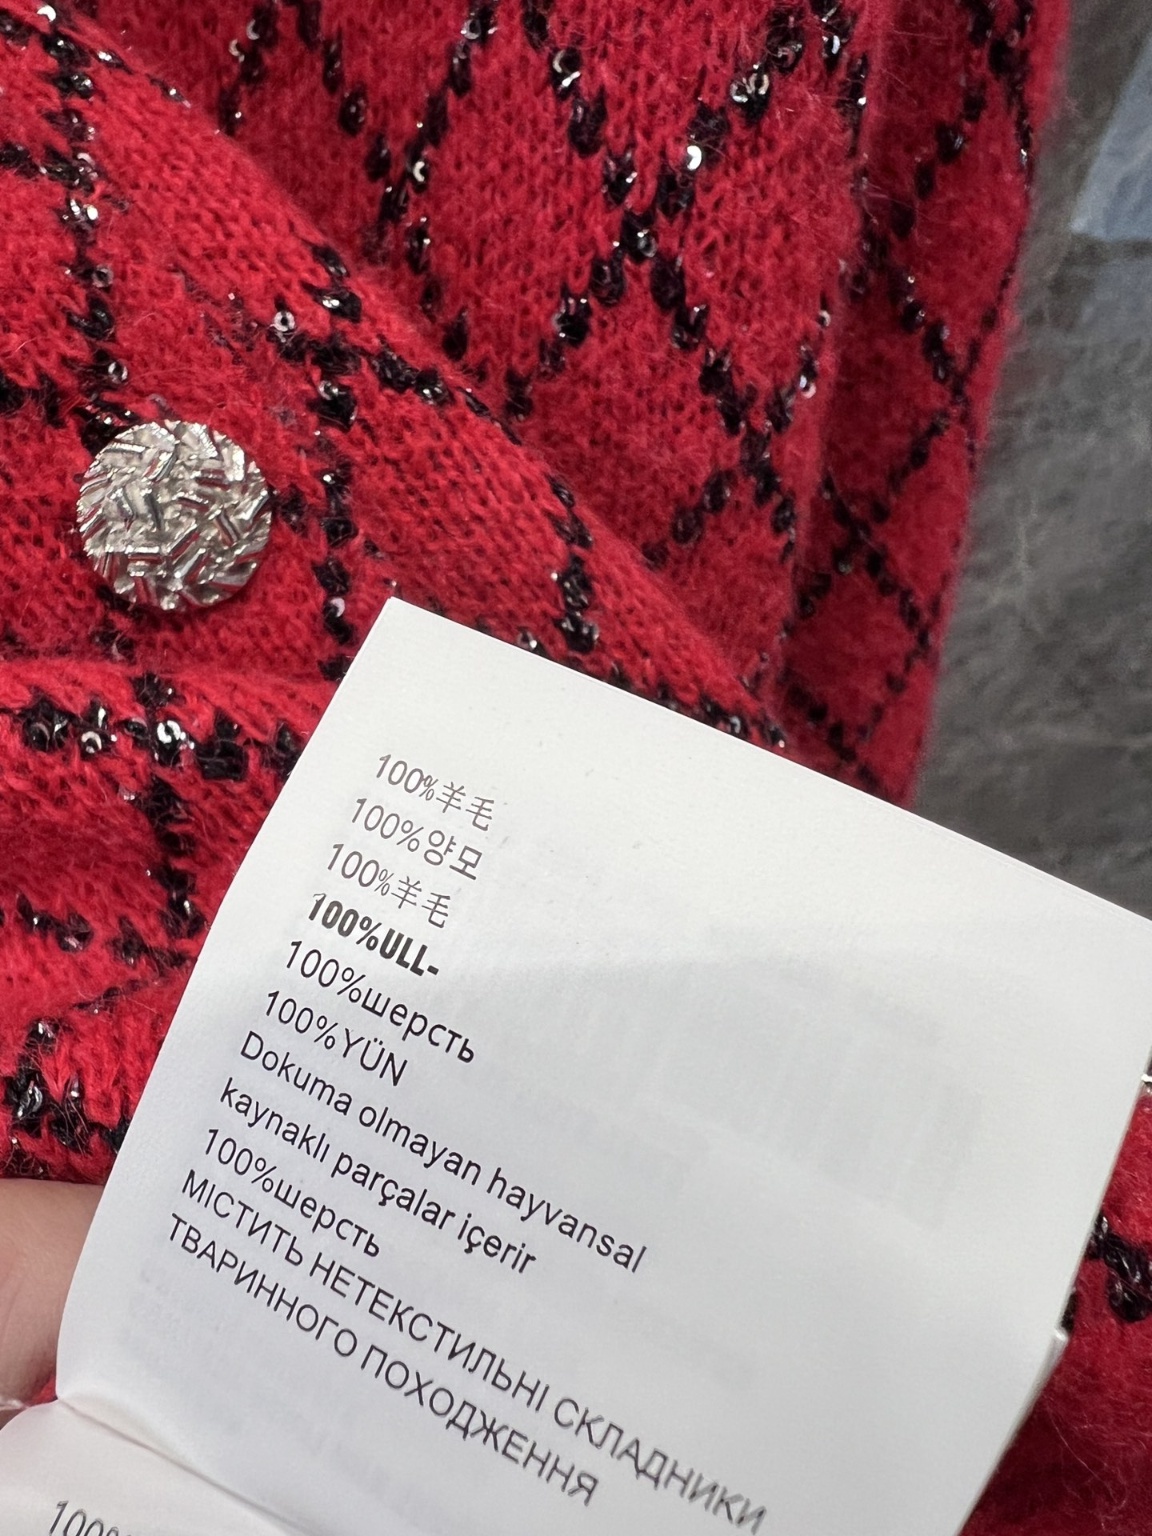 100%羊毛
100%양모
100%羊毛
100%ULL-
100%шерсть
100%YÜN
Dokuma olmayan hayvansal
kaynaklı parçalar içerir
100%шерсть
МІСТИТЬ НЕТЕКСТИЛЬНІ СКЛАДНИКИ
ТВАРИННОГО ПОХОДЖЕННЯ
100%